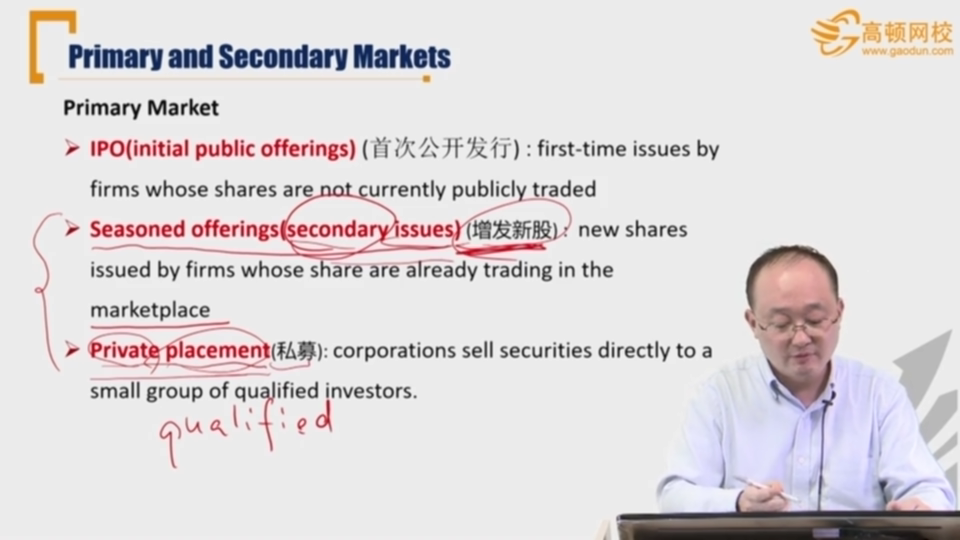 Primary and Secondary Markets
高顿网校
www.gaodun.com
Primary Market
IPO(initial public offerings) (首次公开发行) : first-time issues by
firms whose shares are not currently publicly traded
Seasoned offerings(secondary issues) (增发新股) : new shares
issued by firms whose share are already trading in the
marketplace
Private placement(私募): corporations sell securities directly to a
small group of qualified investors.
qualified